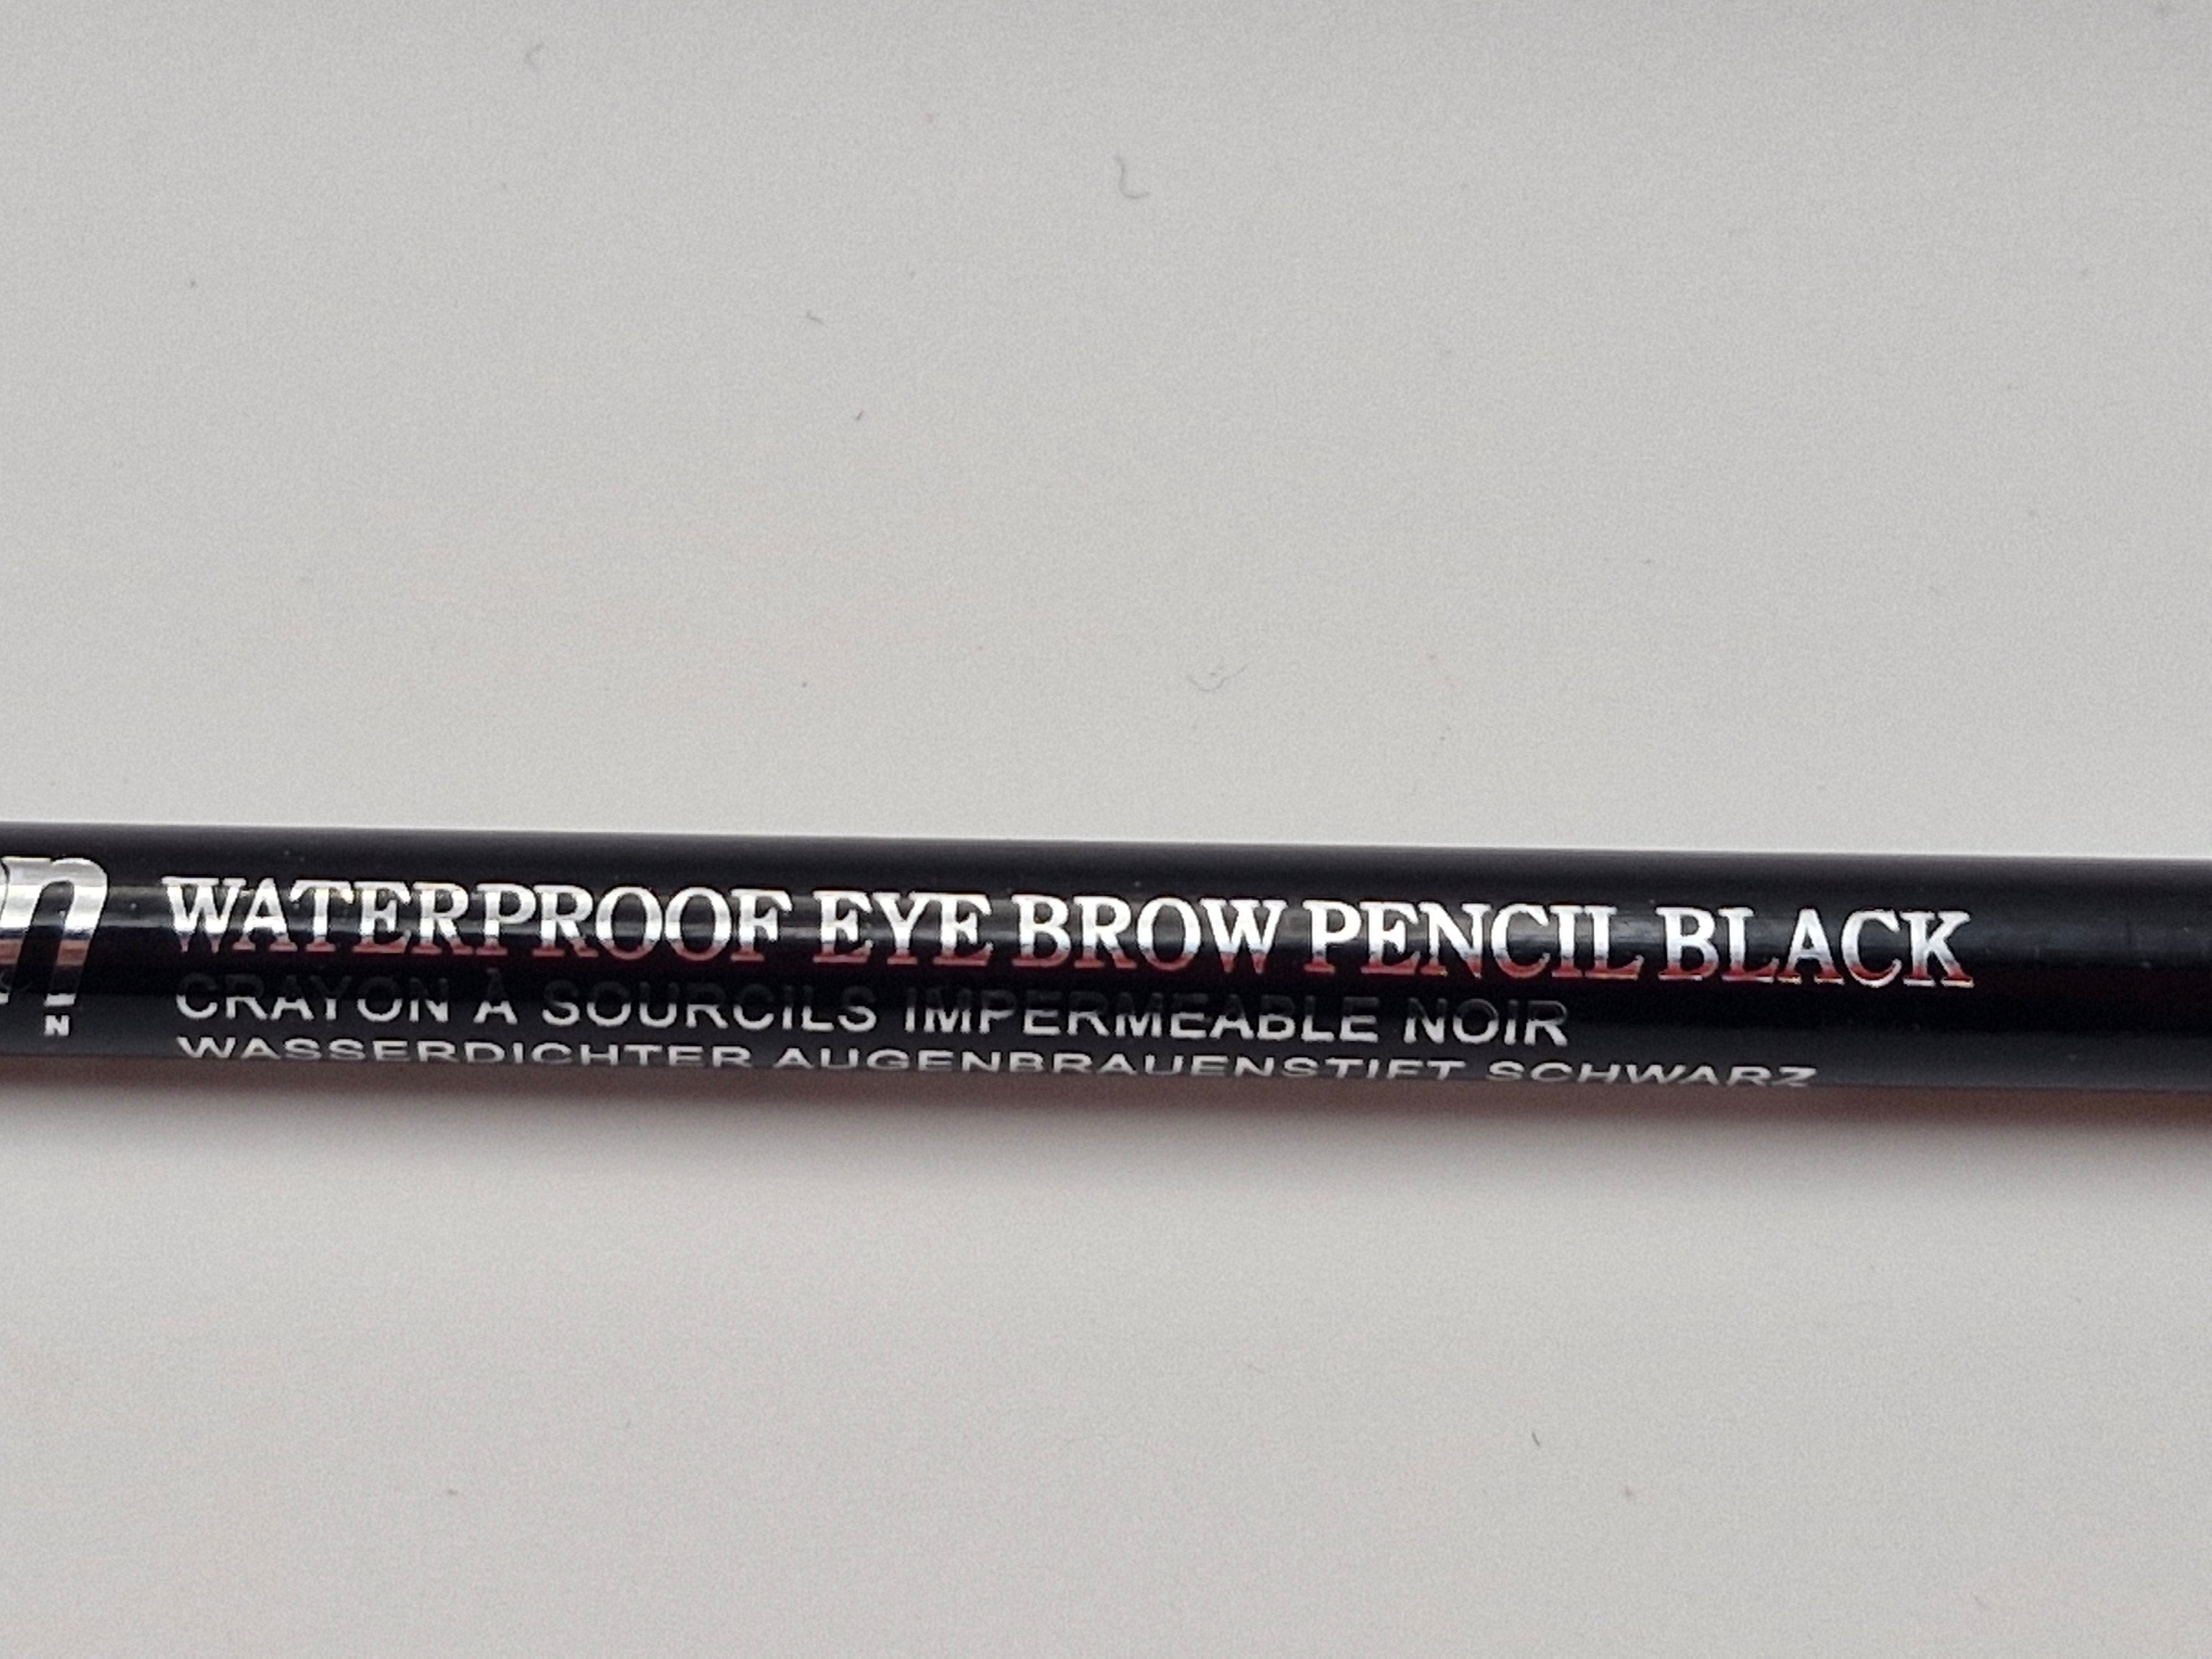 WATERPROOF EYE BROW PENCIL BLACK
CRAYON À SOURCILS IMPERMEABLE NOIR
WASSERDICHTER AUGENBRAUENSTIFT SCHWARZ